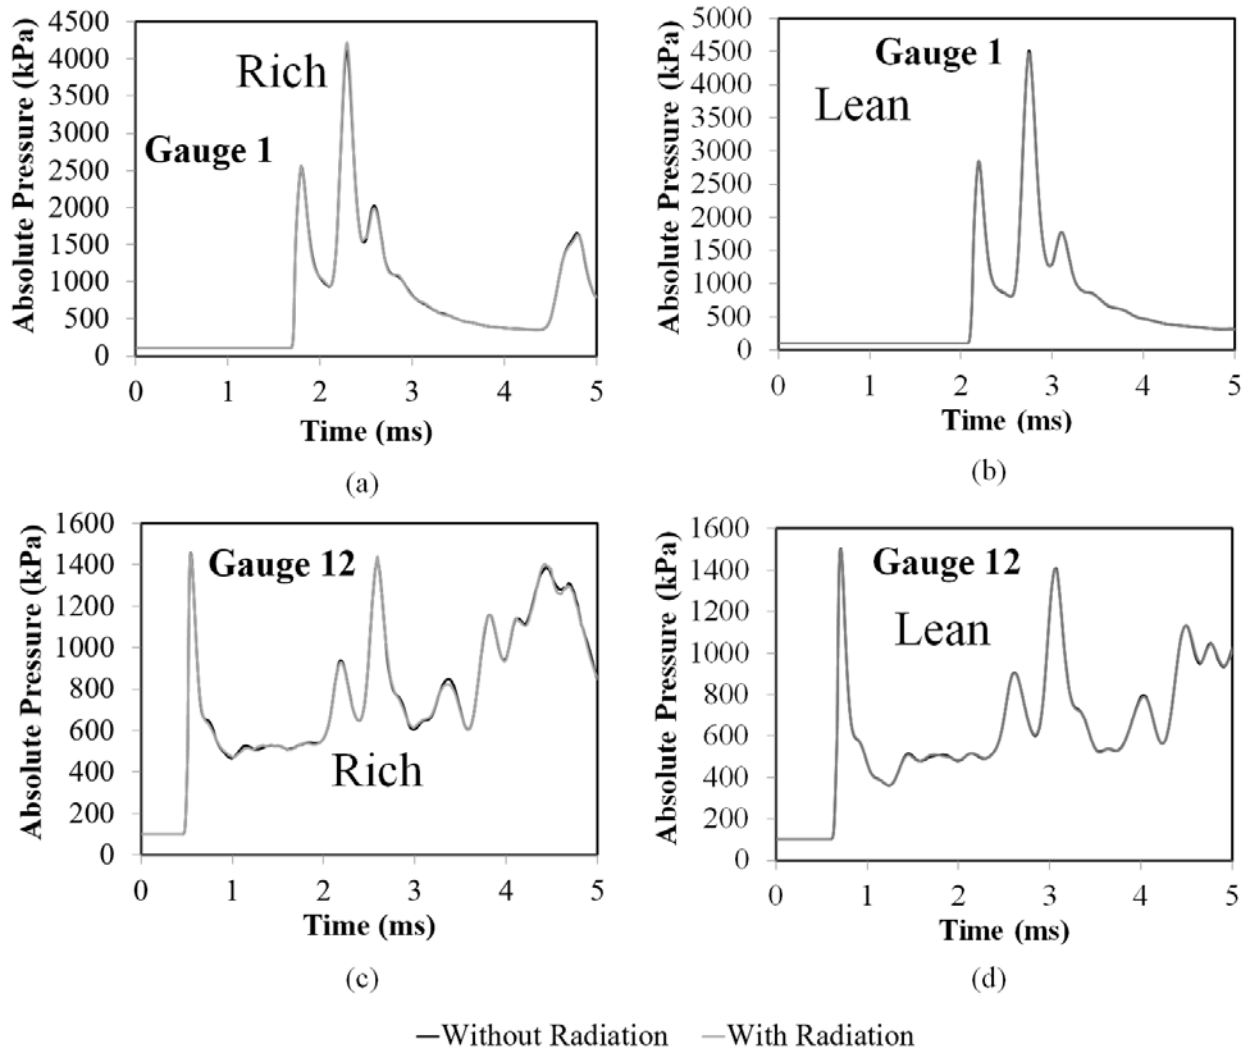 Absolute Pressure (kPa)
4500
4000
3500
3000
2500
2000
1500
1000
500
0
Rich
Gauge 1
0 1 2 3 4 5
Time (ms)
(a)
Absolute Pressure (kPa)
5000
4500
4000
3500
3000
2500
2000
1500
1000
500
0
Gauge 1
Lean
0 1 2 3 4 5
Time (ms)
(b)
Absolute Pressure (kPa)
1600
1400
1200
1000
800
600
400
200
0
Gauge 12
Rich
0 1 2 3 4 5
Time (ms)
(c)
Absolute Pressure (kPa)
1600
1400
1200
1000
800
600
400
200
0
Gauge 12
Lean
0 1 2 3 4 5
Time (ms)
(d)
Without Radiation With Radiation